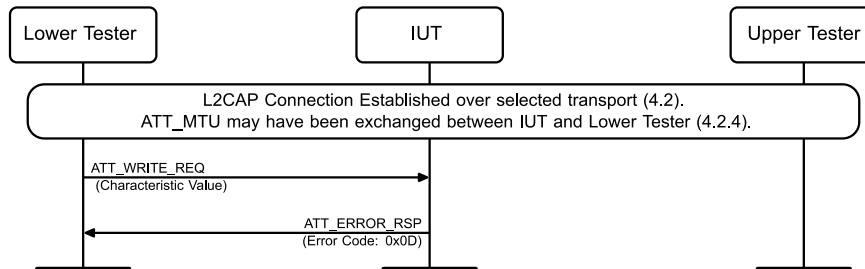 Lower Tester
IUT
Upper Tester
L2CAP Connection Established over selected transport (4.2).
ATT_MTU may have been exchanged between IUT and Lower Tester (4.2.4).
ATT_WRITE_REQ
(Characteristic Value)
ATT_ERROR_RSP
(Error Code: 0x0D)